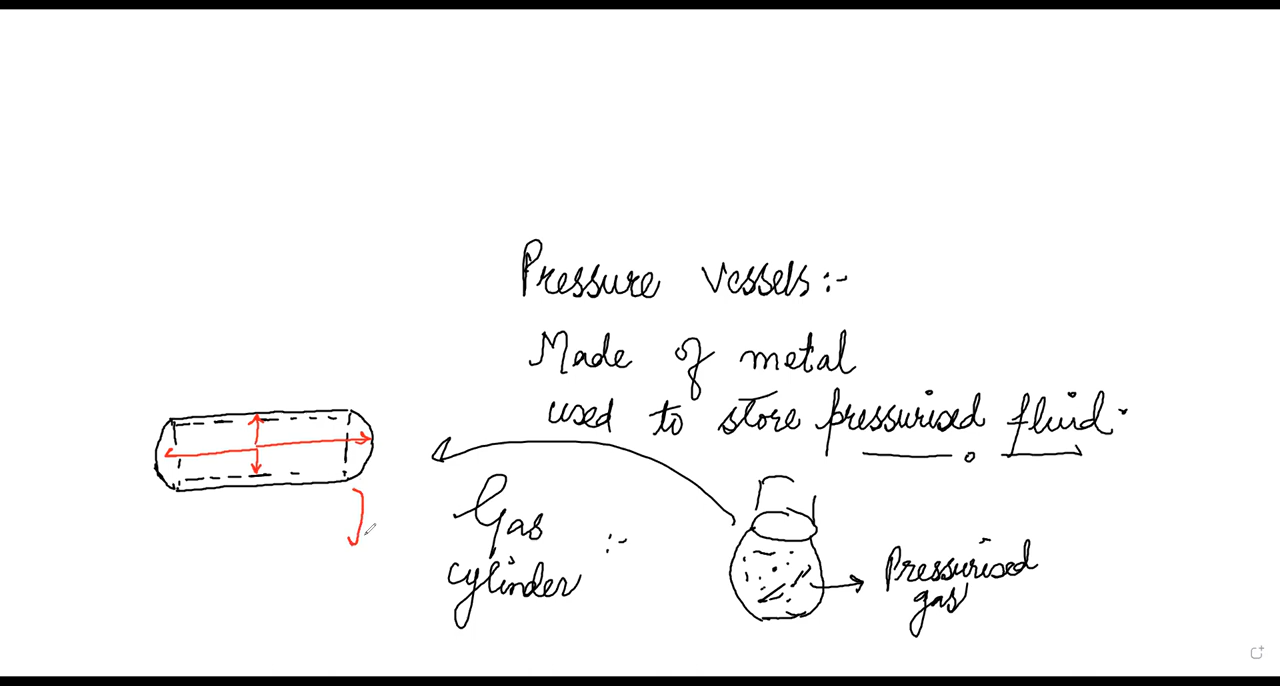 Pressure Vessels :-
Made of metal
used to store pressurised fluid.
Gas
cylinder :-
Pressurised
gas